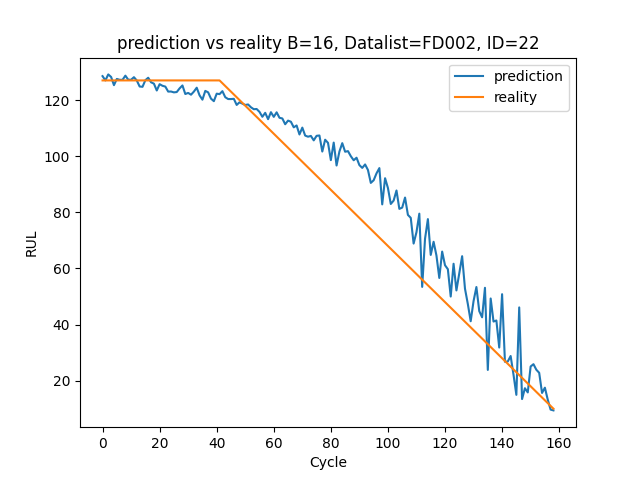 prediction vs reality B=16, Datalist=FD002, ID=22
prediction
reality
RUL
120
100
80
60
40
20
0 20 40 60 80 100 120 140 160
Cycle